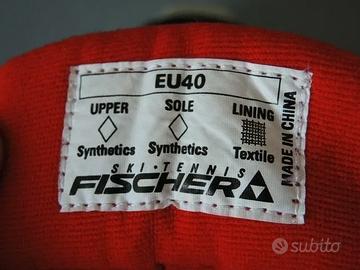 EU40
UPPER SOLE LINING
Synthetics Synthetics Textile
SKI·TENNIS
FISCHER
MADE IN CHINA
subito